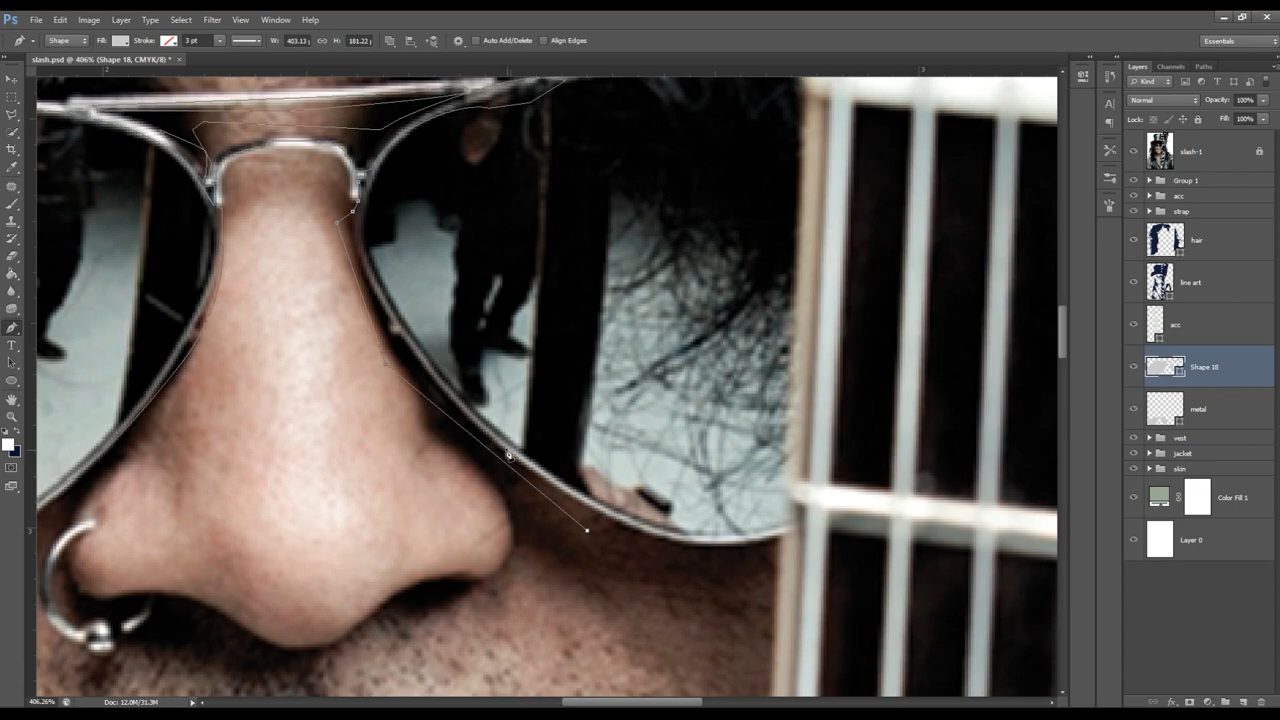 Ps File Edit Image Layer Type Select Filter View Window Help
Shape Fill: Stroke: 3 pt W: 403.13 H: 181.22 Auto Add/Delete Align Edges Essentials
slash.psd @ 406% (Shape 18, CMYK/8) * ×
2 3
3
Layers Channels Paths
Kind
Normal Opacity: 100%
Lock: Fill: 100%
slash-1
Group 1
acc
strap
hair
line art
acc
Shape 18
metal
vest
jacket
skin
Color Fill 1
Layer 0
406.26% Doc: 12.0M/31.3M